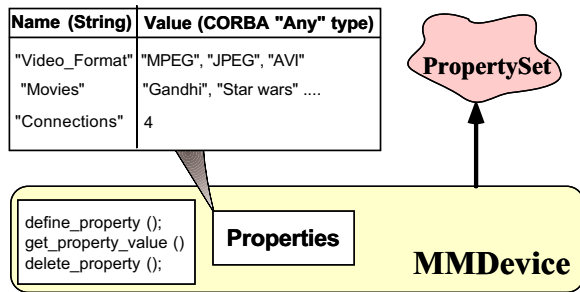 Name (String) Value (CORBA "Any" type)
"Video_Format" "MPEG", "JPEG", "AVI"
"Movies" "Gandhi", "Star wars" ....
"Connections" 4
PropertySet
define_property ();
get_property_value ()
delete_property ();
Properties
MMDevice